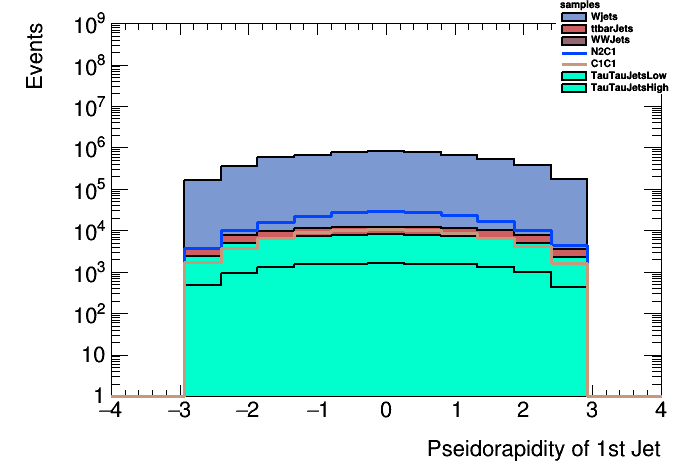 samples
Wjets
ttbarJets
WWJets
N2C1
C1C1
TauTauJetsLow
TauTauJetsHigh
Events
10⁹
10⁸
10⁷
10⁶
10⁵
10⁴
10³
10²
10
1
−4 −3 −2 −1 0 1 2 3 4
Pseidorapidity of 1st Jet